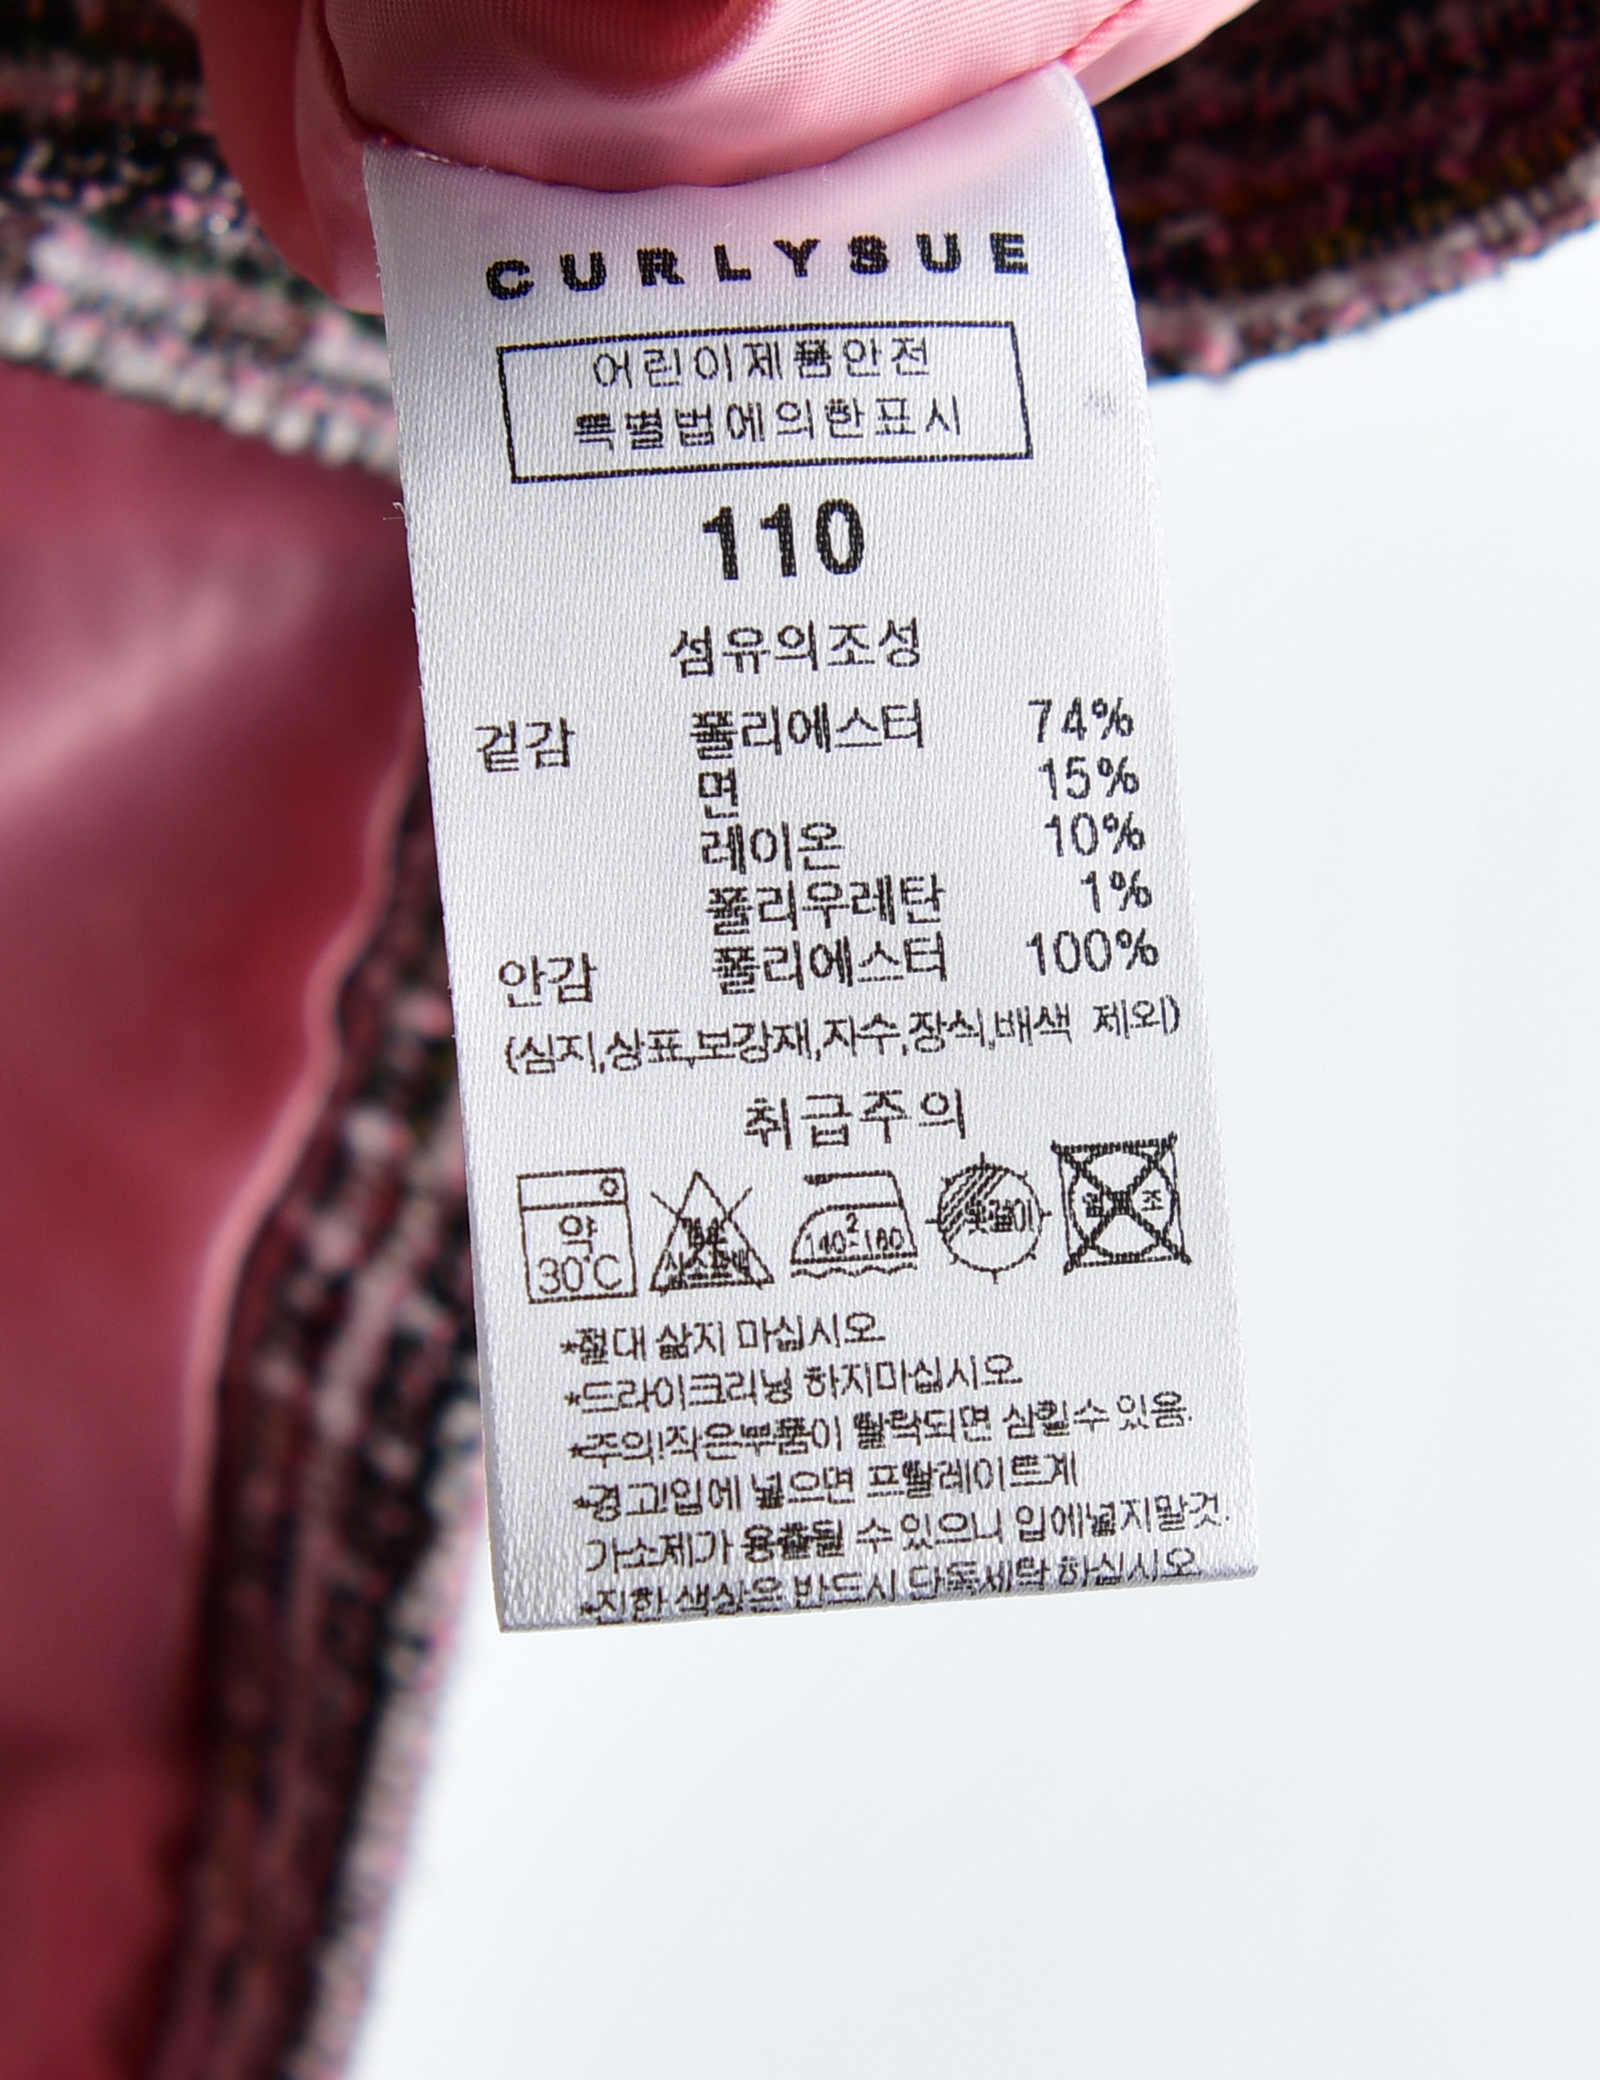 CURLYSUE
어린이제품안전
특별법에의한표시
110
섬유의조성
겉감 폴리에스터 74%
면 15%
레이온 10%
폴리우레탄 1%
안감 폴리에스터 100%
(심지,상표,보강재,자수,장식,배색 제외)
취급주의
약
30℃
2
140~160
*절대 삶지 마십시오
*드라이크리닝 하지마십시오
*주의!작은부품이 탈락되면 삼킬수 있음.
*경고!입에 넣으면 프탈레이트계
가소제가 용출될 수 있으니 입에넣지말것.
*진한 색상은 반드시 단독세탁 하십시오